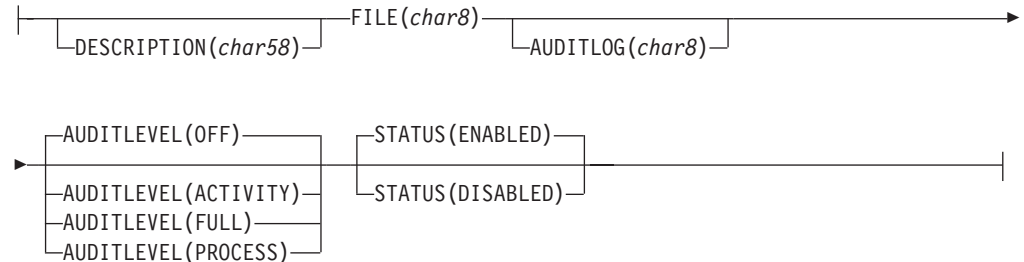 FILE(char8)
DESCRIPTION(char58)
AUDITLOG(char8)
AUDITLEVEL(OFF)
STATUS(ENABLED)
AUDITLEVEL(ACTIVITY)
STATUS(DISABLED)
AUDITLEVEL(FULL)
AUDITLEVEL(PROCESS)